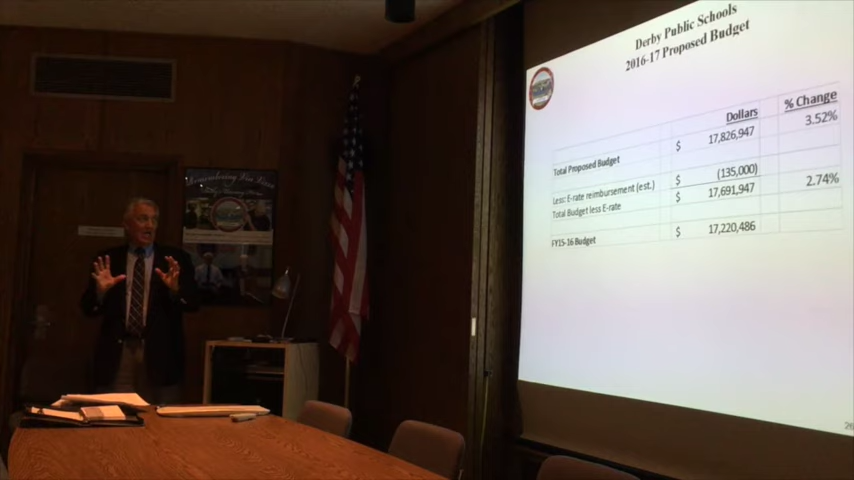 Derby Public Schools
2016-17 Proposed Budget
Dollars % Change
Total Proposed Budget $ 17,826,947 3.52%
Less: E-rate reimbursement (est.) $ (135,000)
Total Budget less E-rate $ 17,691,947 2.74%
FY15-16 Budget $ 17,220,486
Remembering